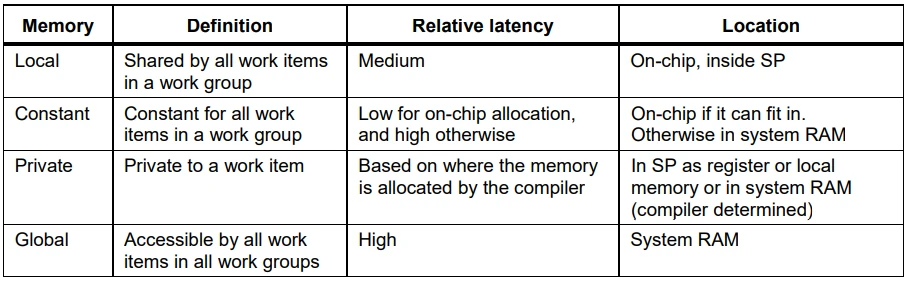 Memory Definition Relative latency Location
Local Shared by all work items Medium On-chip, inside SP
in a work group
Constant Constant for all work Low for on-chip allocation, On-chip if it can fit in.
items in a work group and high otherwise Otherwise in system RAM
Private Private to a work item Based on where the memory In SP as register or local
is allocated by the compiler memory or in system RAM
(compiler determined)
Global Accessible by all work High System RAM
items in all work groups